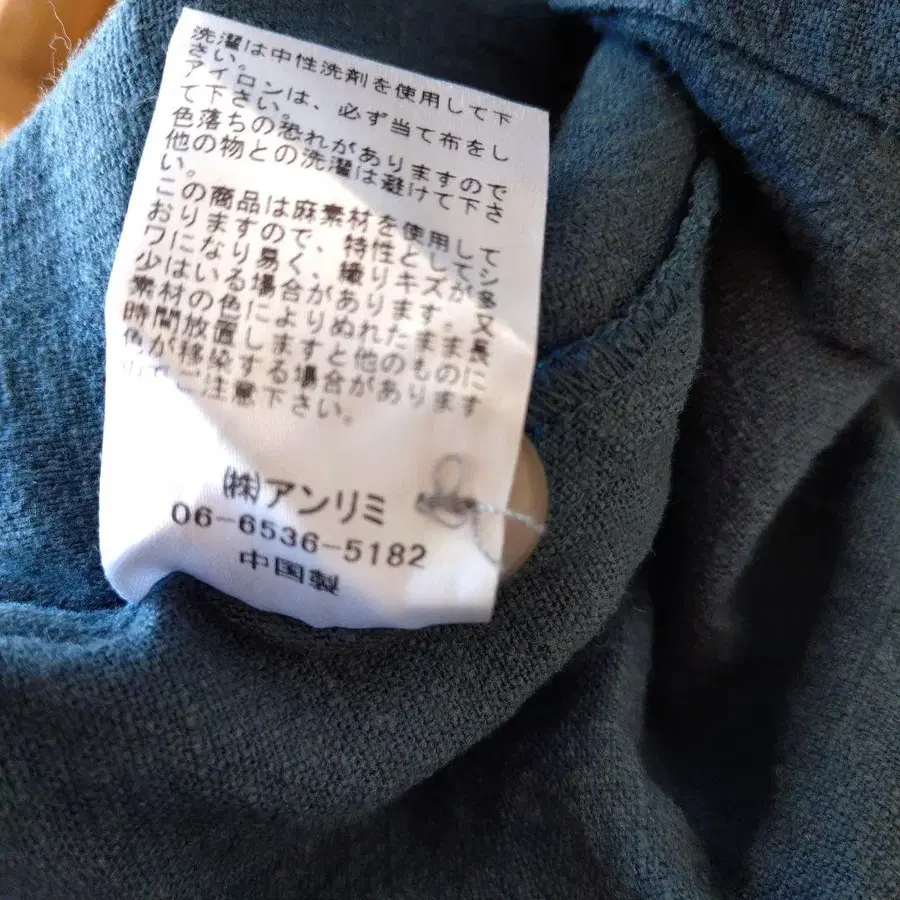 洗濯は中性洗剤を使用して下
さい。
アイロンは、必ず当て布をし
て下さい。
色落ちの恐れがありますので
他の物との洗濯は避けて下さ
い。
この商品は麻素材を使用して
おりますので、特性としてシ
ワになり易く、織りキズが多
少はいる場合があります。又
素材の色によりぬれたまま長
時間放置しますと他のものに
色が移染する場合があります
のでご注意下さい。
㈱アンリミ
06-6536-5182
中国製